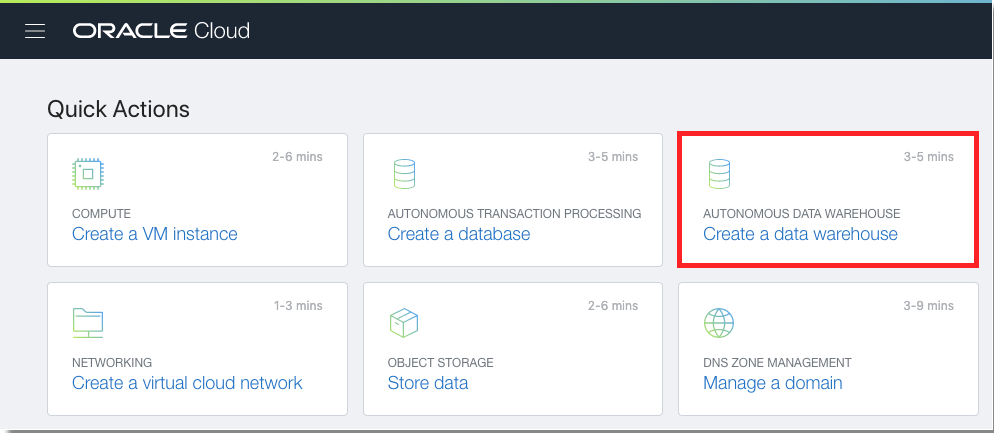 ORACLE Cloud
Quick Actions
2-6 mins
COMPUTE
Create a VM instance
3-5 mins
AUTONOMOUS TRANSACTION PROCESSING
Create a database
3-5 mins
AUTONOMOUS DATA WAREHOUSE
Create a data warehouse
1-3 mins
NETWORKING
Create a virtual cloud network
2-6 mins
OBJECT STORAGE
Store data
3-9 mins
DNS ZONE MANAGEMENT
Manage a domain